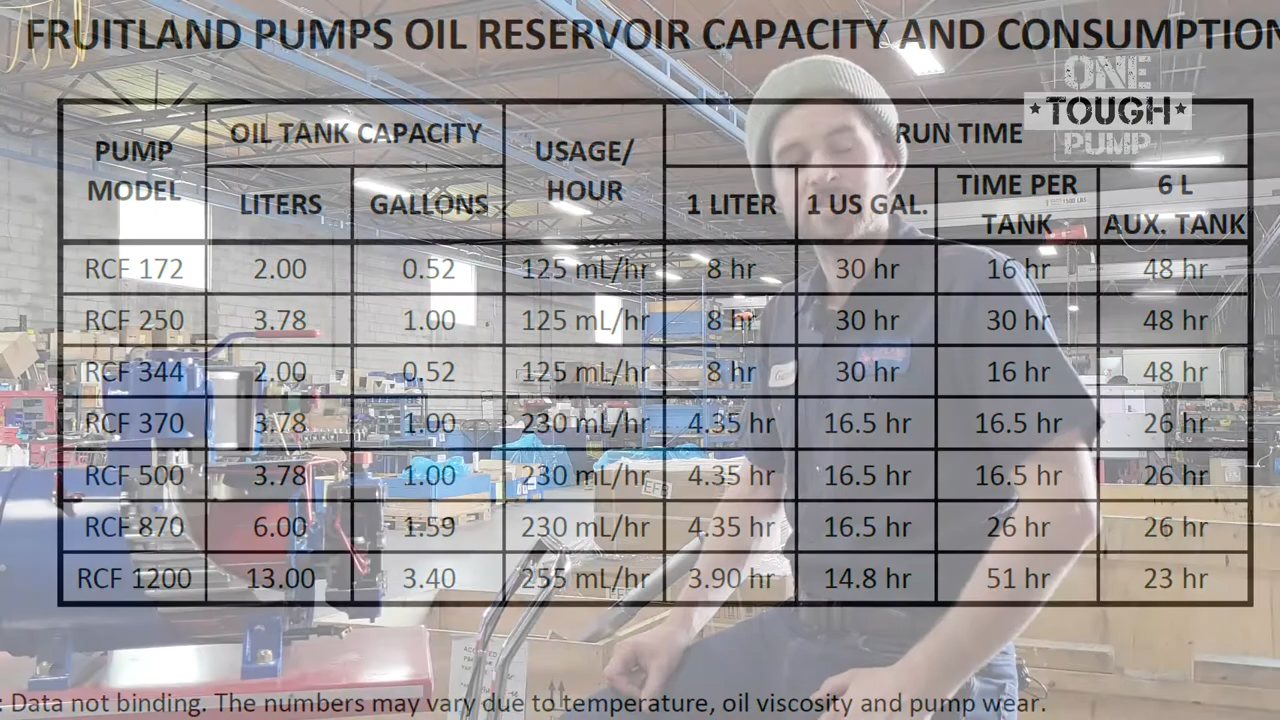 FRUITLAND PUMPS OIL RESERVOIR CAPACITY AND CONSUMPTION
ONE
TOUGH
PUMP
PUMP MODEL OIL TANK CAPACITY USAGE/ HOUR RUN TIME
LITERS GALLONS 1 LITER 1 US GAL. TIME PER TANK 6 L AUX. TANK
RCF 172 2.00 0.52 125 mL/hr 8 hr 30 hr 16 hr 48 hr
RCF 250 3.78 1.00 125 mL/hr 8 hr 30 hr 30 hr 48 hr
RCF 344 2.00 0.52 125 mL/hr 8 hr 30 hr 16 hr 48 hr
RCF 370 3.78 1.00 230 mL/hr 4.35 hr 16.5 hr 16.5 hr 26 hr
RCF 500 3.78 1.00 230 mL/hr 4.35 hr 16.5 hr 16.5 hr 26 hr
RCF 870 6.00 1.59 230 mL/hr 4.35 hr 16.5 hr 26 hr 26 hr
RCF 1200 13.00 3.40 255 mL/hr 3.90 hr 14.8 hr 51 hr 23 hr
: Data not binding. The numbers may vary due to temperature, oil viscosity and pump wear.